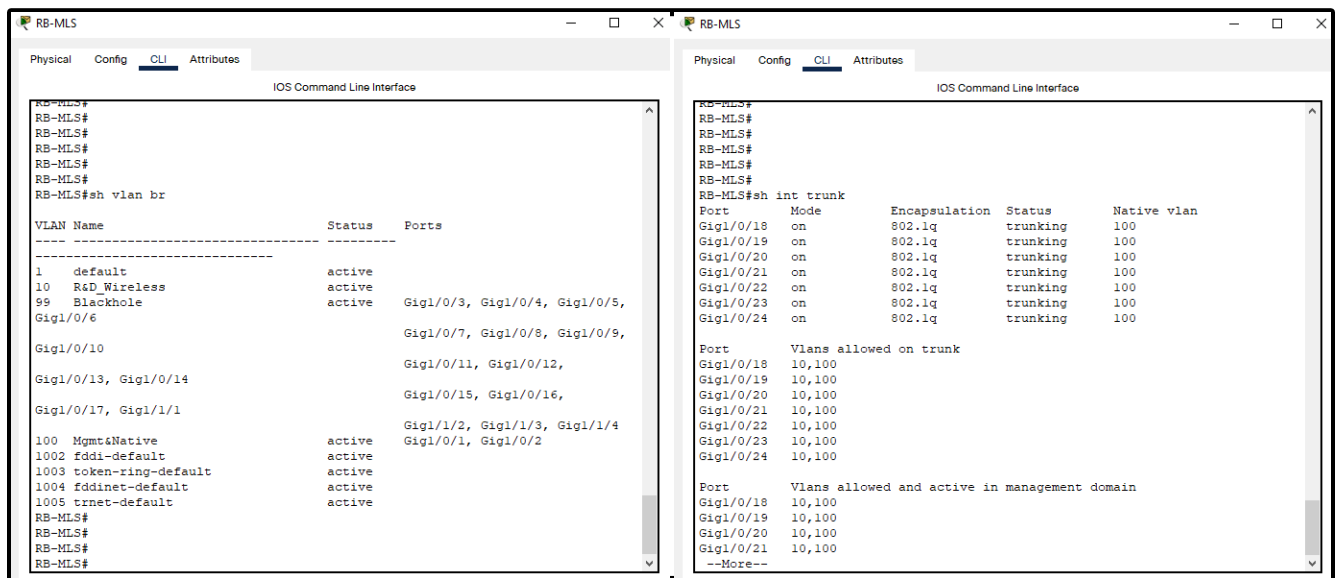 RB-MLS
Physical Config CLI Attributes
IOS Command Line Interface
RB-MLS#
RB-MLS#
RB-MLS#
RB-MLS#
RB-MLS#
RB-MLS#
RB-MLS#sh vlan br
VLAN Name Status Ports
---- -------------------------------- ---------
-------------------------------
1 default active
10 R&D_Wireless active
99 Blackhole active Gig1/0/3, Gig1/0/4, Gig1/0/5,
Gig1/0/6
Gig1/0/7, Gig1/0/8, Gig1/0/9,
Gig1/0/10
Gig1/0/11, Gig1/0/12,
Gig1/0/13, Gig1/0/14
Gig1/0/15, Gig1/0/16,
Gig1/0/17, Gig1/1/1
Gig1/1/2, Gig1/1/3, Gig1/1/4
100 Mgmt&Native active Gig1/0/1, Gig1/0/2
1002 fddi-default active
1003 token-ring-default active
1004 fddinet-default active
1005 trnet-default active
RB-MLS#
RB-MLS#
RB-MLS#
RB-MLS#
RB-MLS
Physical Config CLI Attributes
IOS Command Line Interface
RB-MLS#
RB-MLS#
RB-MLS#
RB-MLS#
RB-MLS#
RB-MLS#
RB-MLS#sh int trunk
Port Mode Encapsulation Status Native vlan
Gig1/0/18 on 802.1q trunking 100
Gig1/0/19 on 802.1q trunking 100
Gig1/0/20 on 802.1q trunking 100
Gig1/0/21 on 802.1q trunking 100
Gig1/0/22 on 802.1q trunking 100
Gig1/0/23 on 802.1q trunking 100
Gig1/0/24 on 802.1q trunking 100
Port Vlans allowed on trunk
Gig1/0/18 10,100
Gig1/0/19 10,100
Gig1/0/20 10,100
Gig1/0/21 10,100
Gig1/0/22 10,100
Gig1/0/23 10,100
Gig1/0/24 10,100
Port Vlans allowed and active in management domain
Gig1/0/18 10,100
Gig1/0/19 10,100
Gig1/0/20 10,100
Gig1/0/21 10,100
--More--